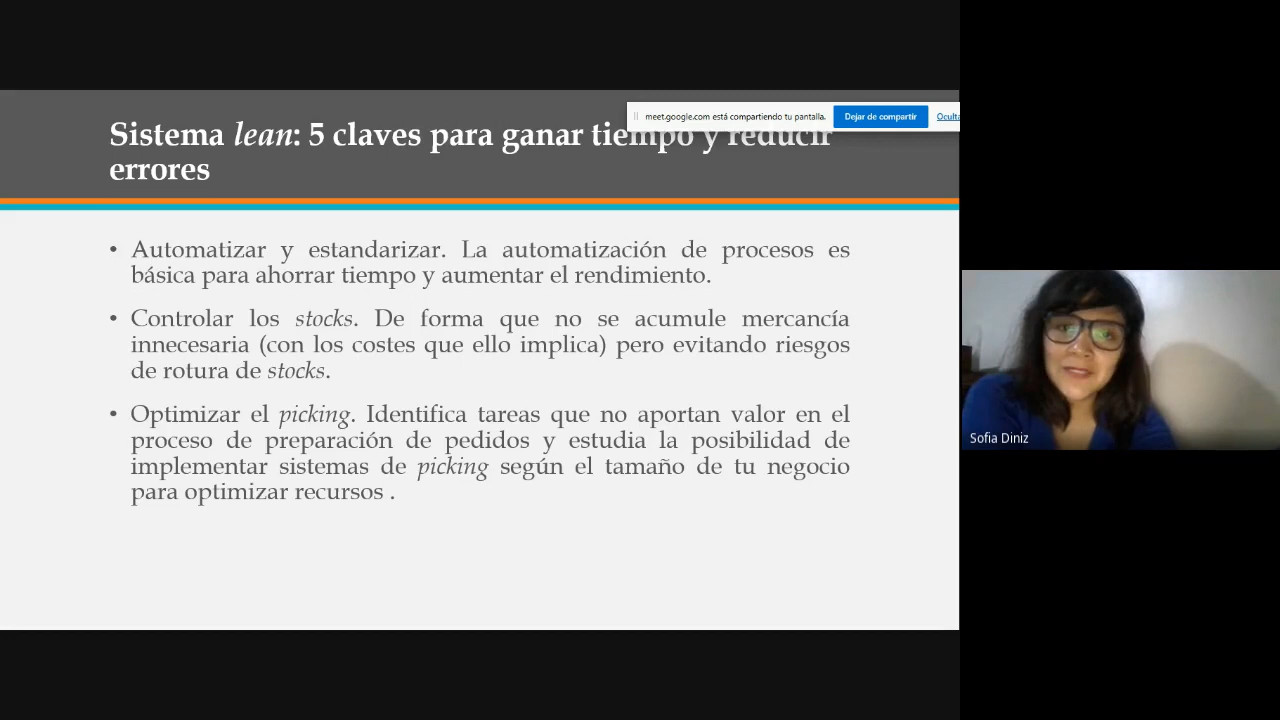 Sistema lean: 5 claves para ganar tiempo y reducir
errores
meet.google.com está compartiendo tu pantalla.
Dejar de compartir
• Automatizar y estandarizar. La automatización de procesos es
básica para ahorrar tiempo y aumentar el rendimiento.
• Controlar los stocks. De forma que no se acumule mercancía
innecesaria (con los costes que ello implica) pero evitando riesgos
de rotura de stocks.
• Optimizar el picking. Identifica tareas que no aportan valor en el
proceso de preparación de pedidos y estudia la posibilidad de
implementar sistemas de picking según el tamaño de tu negocio
para optimizar recursos .
Sofia Diniz